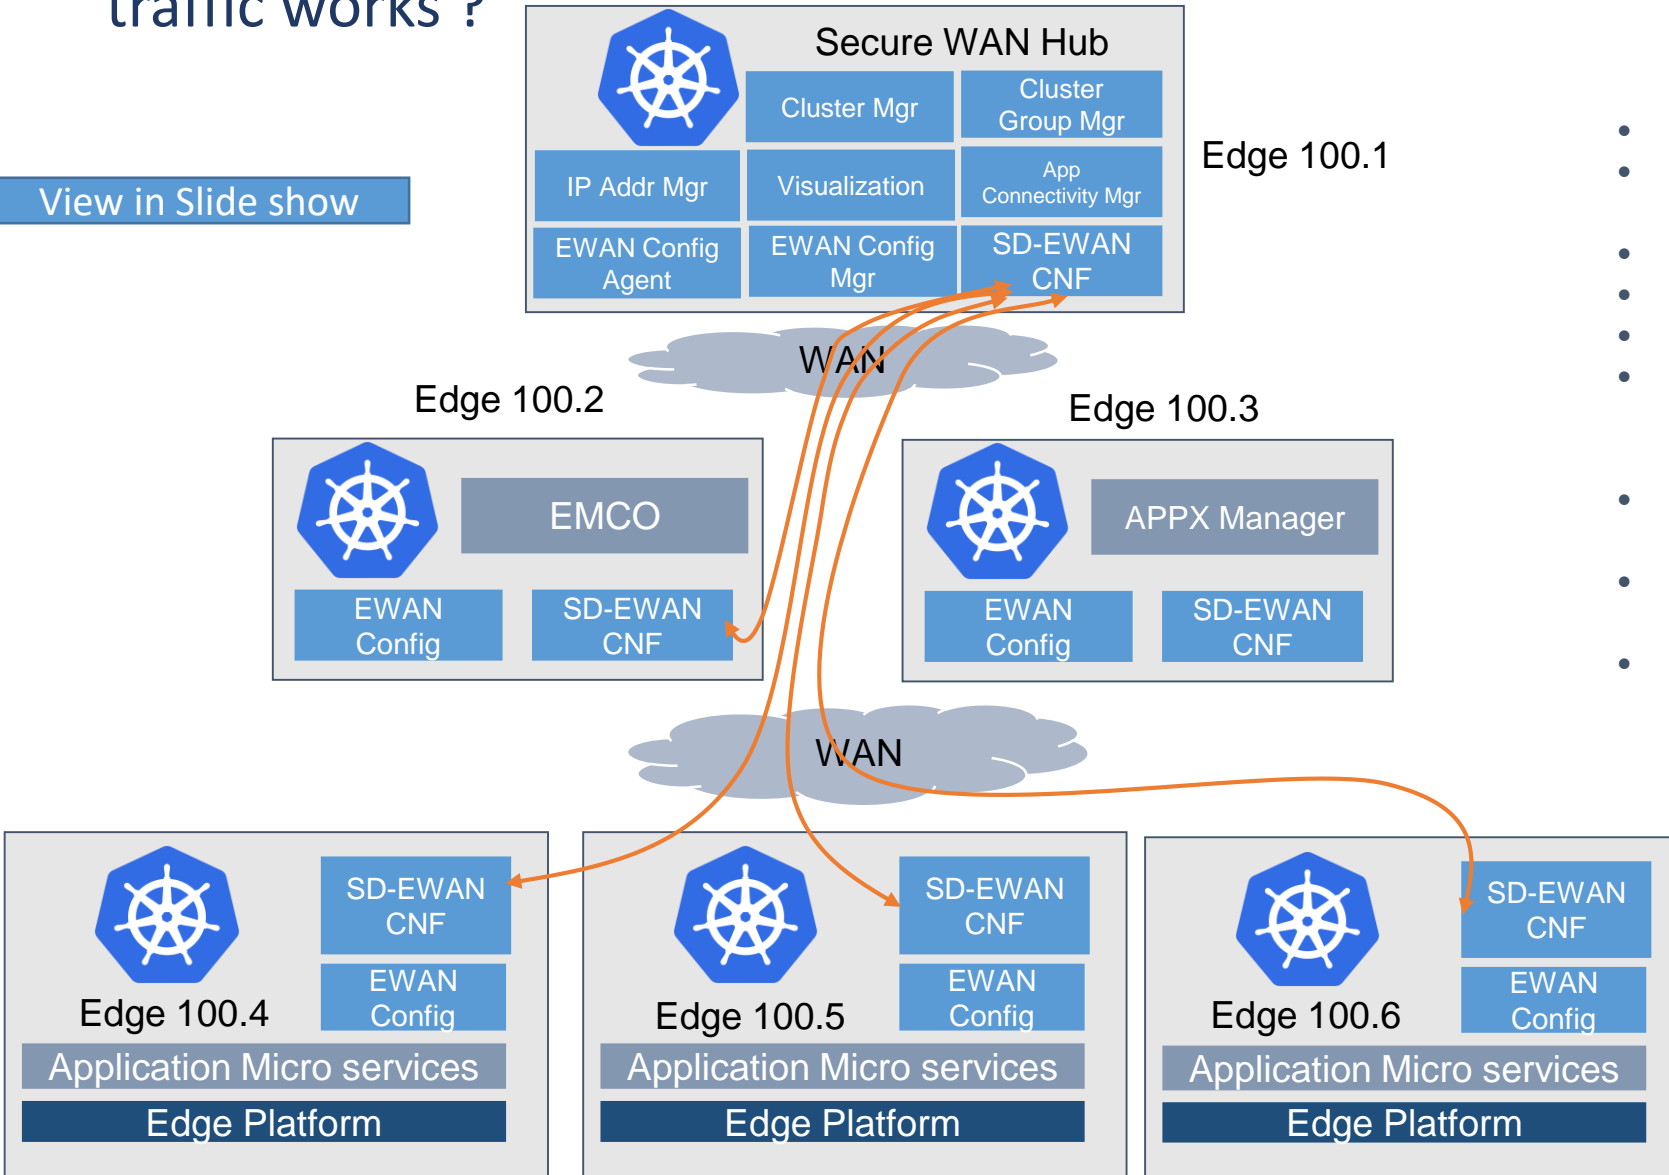 traffic works ?
View in Slide show
Secure WAN Hub
Cluster Mgr
Cluster
Group Mgr
IP Addr Mgr
Visualization
App
Connectivity Mgr
EWAN Config
Agent
EWAN Config
Mgr
SD-EWAN
CNF
Edge 100.1
WAN
Edge 100.2
EMCO
EWAN
Config
SD-EWAN
CNF
Edge 100.3
APPX Manager
EWAN
Config
SD-EWAN
CNF
WAN
SD-EWAN
CNF
EWAN
Config
Edge 100.4
Application Micro services
Edge Platform
SD-EWAN
CNF
EWAN
Config
Edge 100.5
Application Micro services
Edge Platform
SD-EWAN
CNF
EWAN
Config
Edge 100.6
Application Micro services
Edge Platform